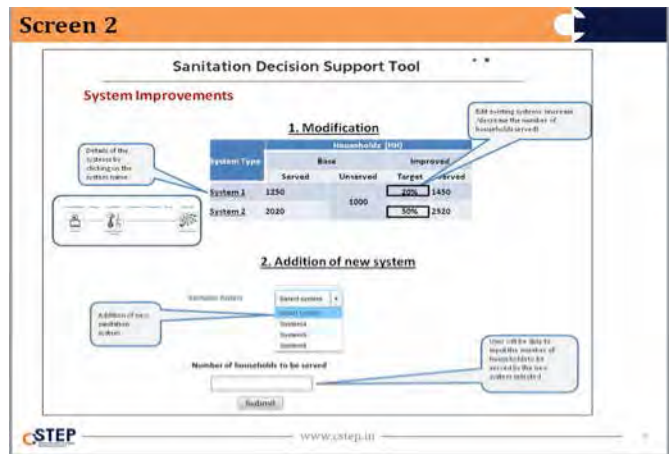 Screen 2
Sanitation Decision Support Tool
System Improvements
1. Modification
Edit existing systems (increase
/decrease the number of
households served)
Details of the
systems by
clicking on the
system name
System Type
Households (HH)
Base
Improved
Served
Unserved
Target
Served
System 1
1250
1000
20%
1450
System 2
2020
50%
2520
2. Addition of new system
Sanitation System
Select system
Select system
Addition of new
sanitation
system
Number of households to be served
User will be able to
input the number of
households to be
served by the new
system selected
Submit
CSTEP
www.cstep.in